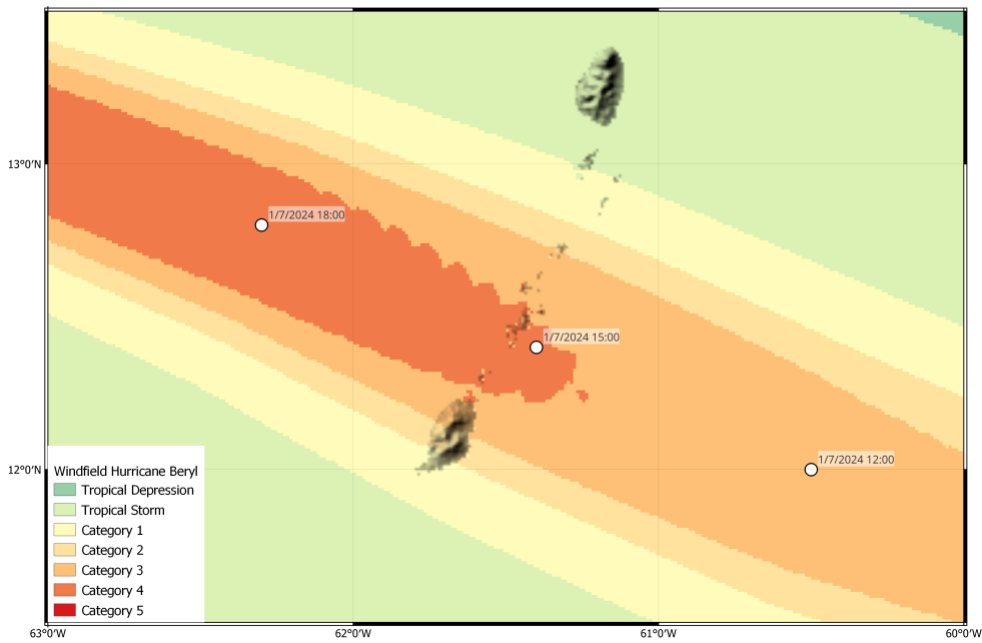 1/7/2024 18:00
1/7/2024 15:00
1/7/2024 12:00
13°0'N
12°0'N
Windfield Hurricane Beryl
Tropical Depression
Tropical Storm
Category 1
Category 2
Category 3
Category 4
Category 5
63°0'W
62°0'W
61°0'W
60°0'W